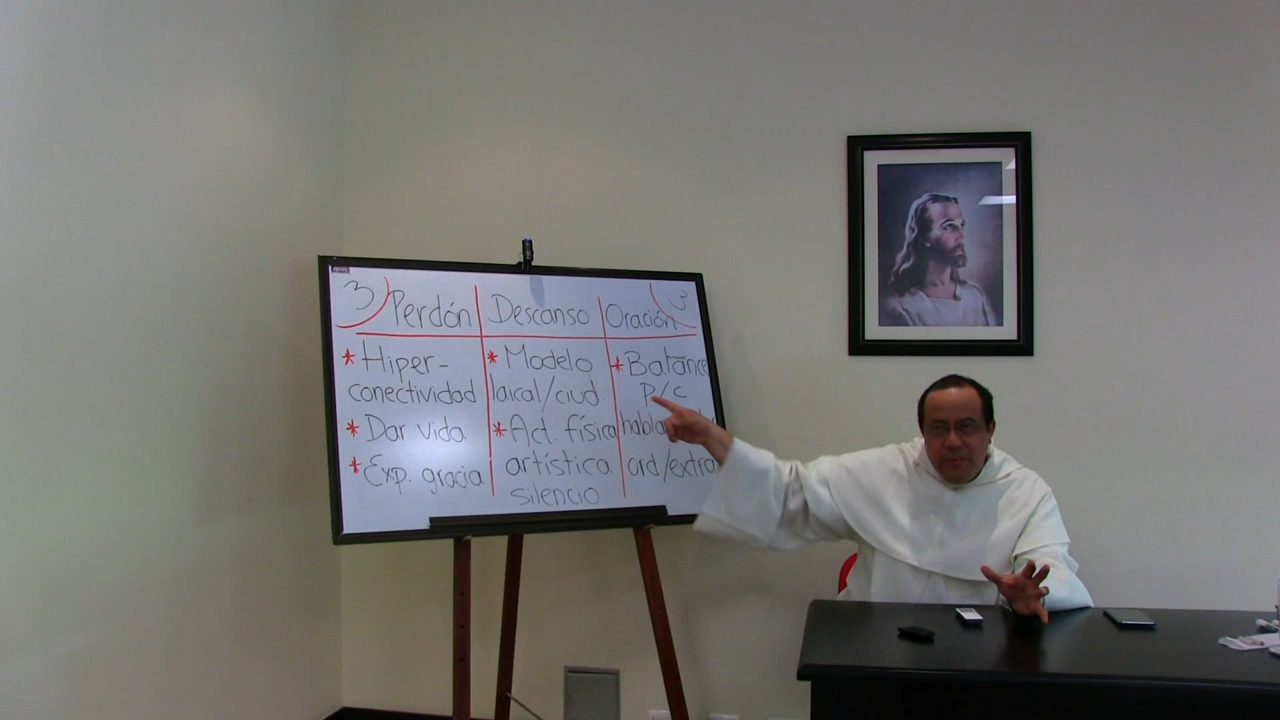 3 Perdón Descanso Oración 3
* Hiper-
conectividad
* Dar vida
* Exp. gracia
* Modelo
laical/ciud.
* Act. física
artística
silencio
* Balance
P/C
ord/extra